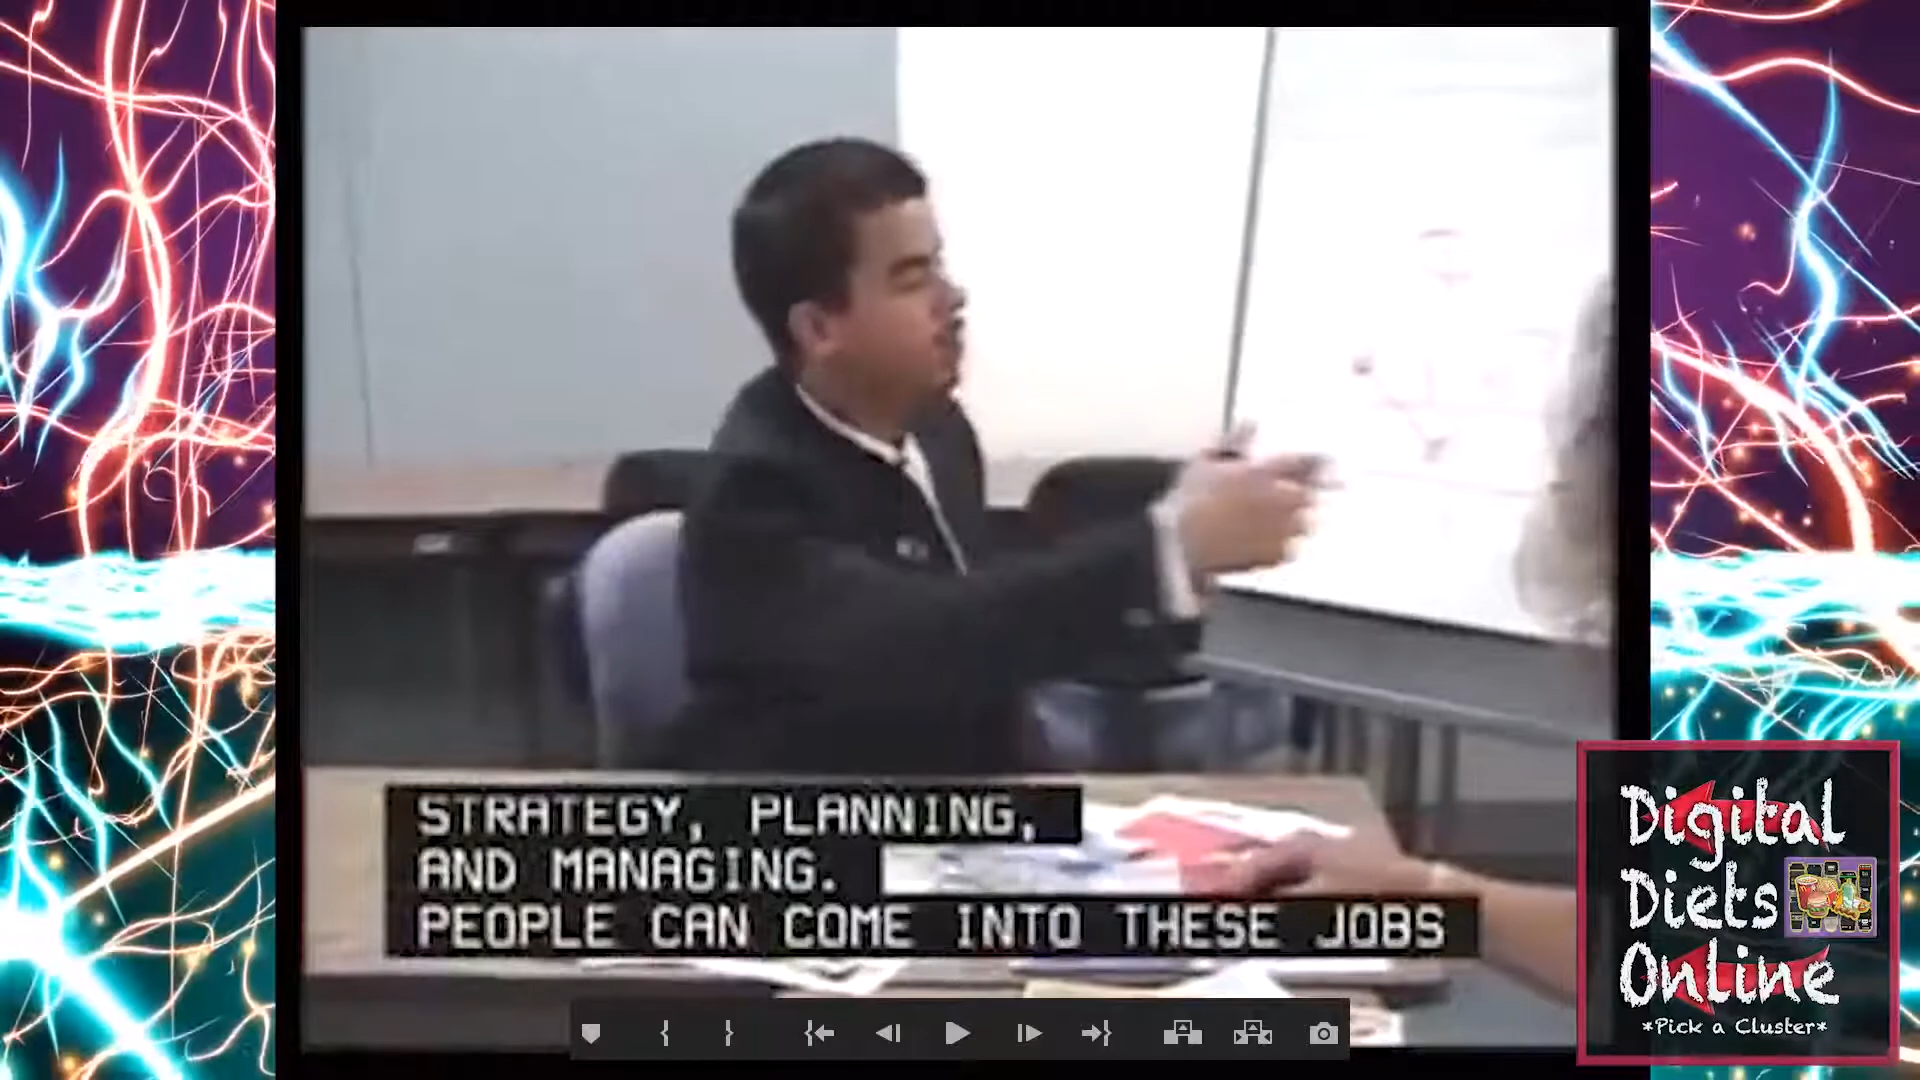 STRATEGY, PLANNING,
AND MANAGING.
PEOPLE CAN COME INTO THESE JOBS
Digital
Diets
Online
*Pick a Cluster*